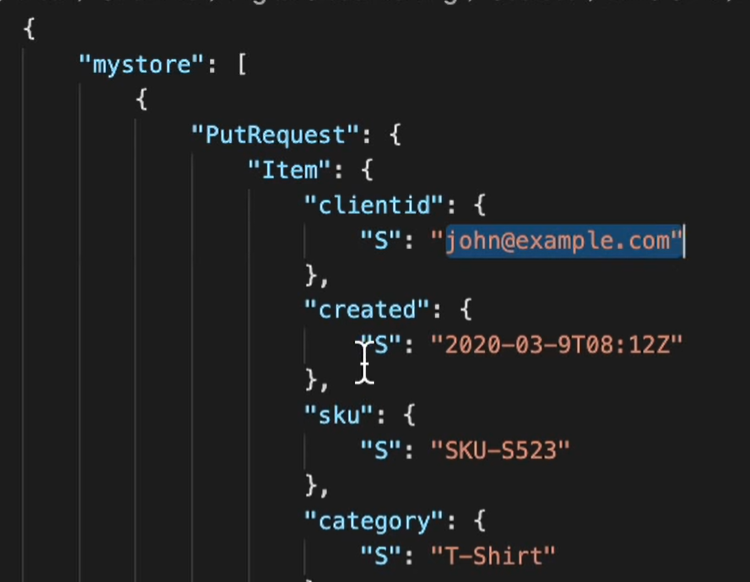 {
"mystore": [
{
"PutRequest": {
"Item": {
"clientid": {
"S": "john@example.com"
},
"created": {
"S": "2020-03-9T08:12Z"
},
"sku": {
"S": "SKU-S523"
},
"category": {
"S": "T-Shirt"